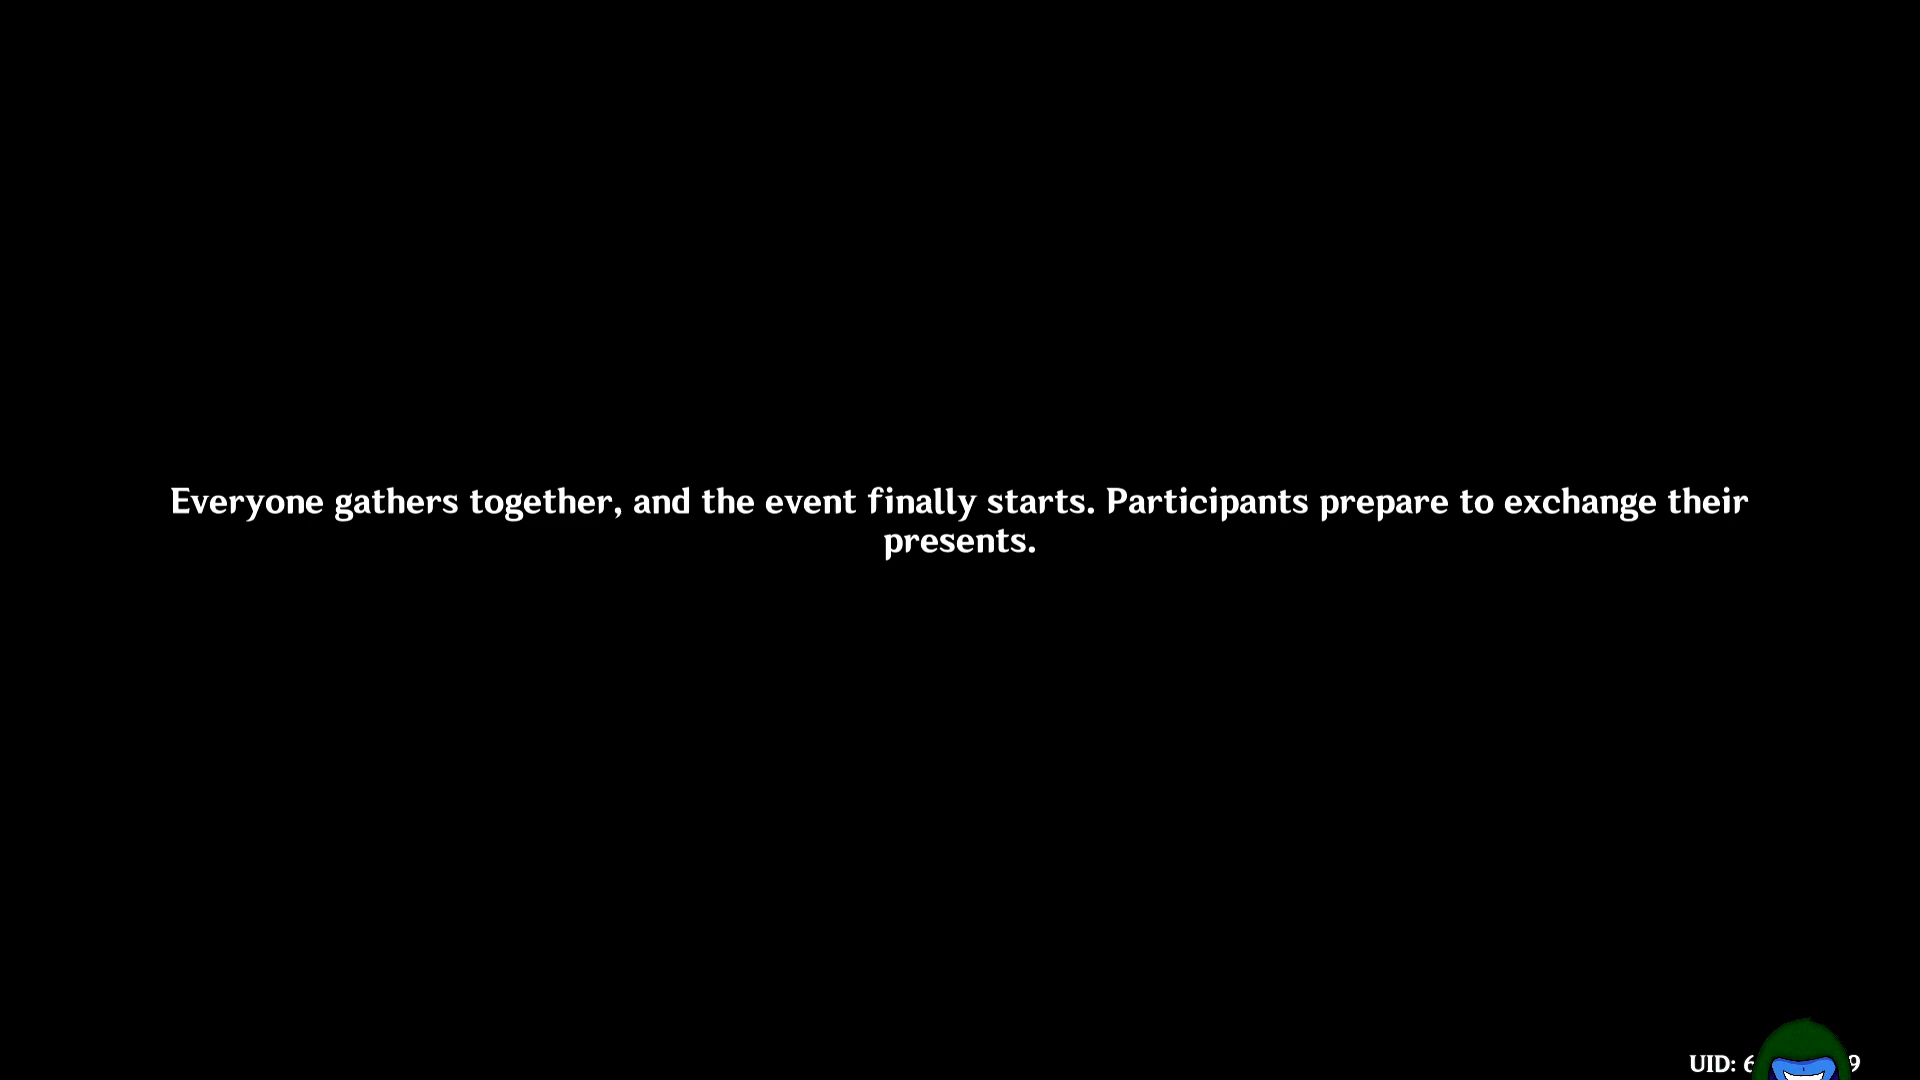 Everyone gathers together, and the event finally starts. Participants prepare to exchange their
presents.
UID: 6 9